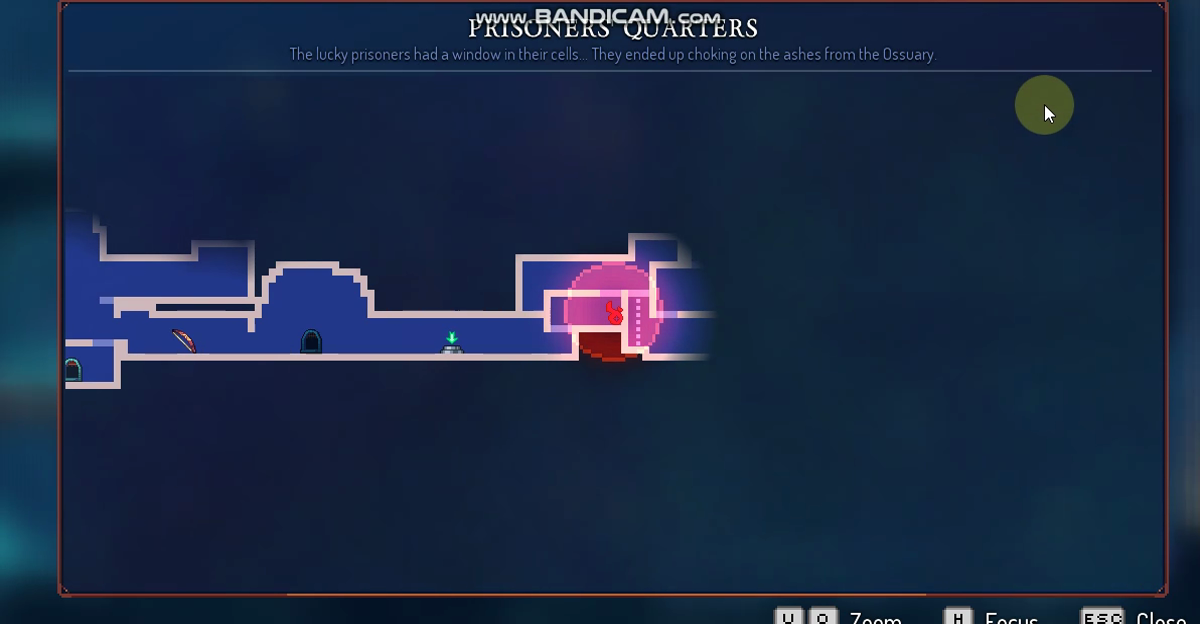 www.BANDICAM.com
PRISONERS' QUARTERS
The lucky prisoners had a window in their cells... They ended up choking on the ashes from the Ossuary.
Zoom H Focus ESC Close